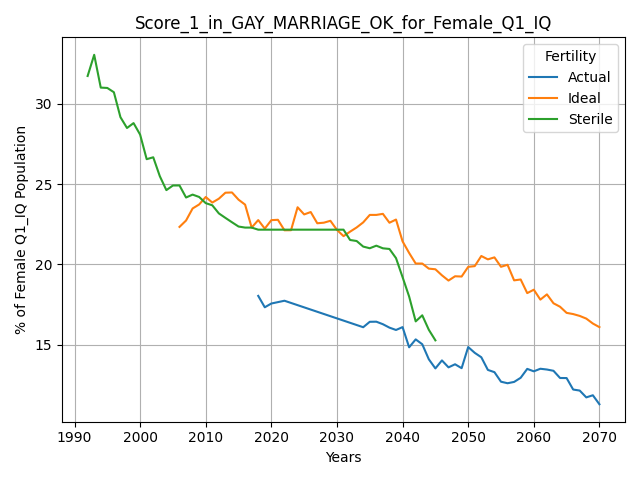 Score_1_in_GAY_MARRIAGE_OK_for_Female_Q1_IQ
Fertility
Actual
Ideal
Sterile
% of Female Q1_IQ Population
30
25
20
15
1990 2000 2010 2020 2030 2040 2050 2060 2070
Years